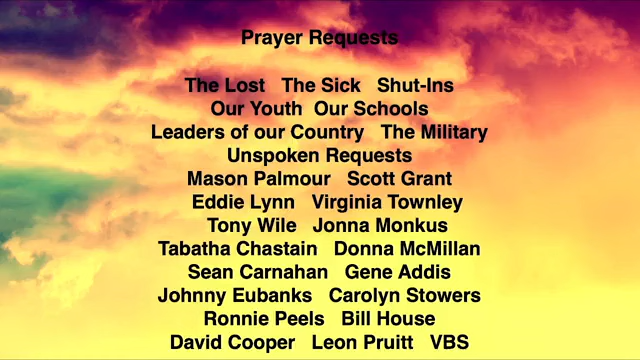 Prayer Requests
The Lost The Sick Shut-Ins
Our Youth Our Schools
Leaders of our Country The Military
Unspoken Requests
Mason Palmour Scott Grant
Eddie Lynn Virginia Townley
Tony Wile Jonna Monkus
Tabatha Chastain Donna McMillan
Sean Carnahan Gene Addis
Johnny Eubanks Carolyn Stowers
Ronnie Peels Bill House
David Cooper Leon Pruitt VBS